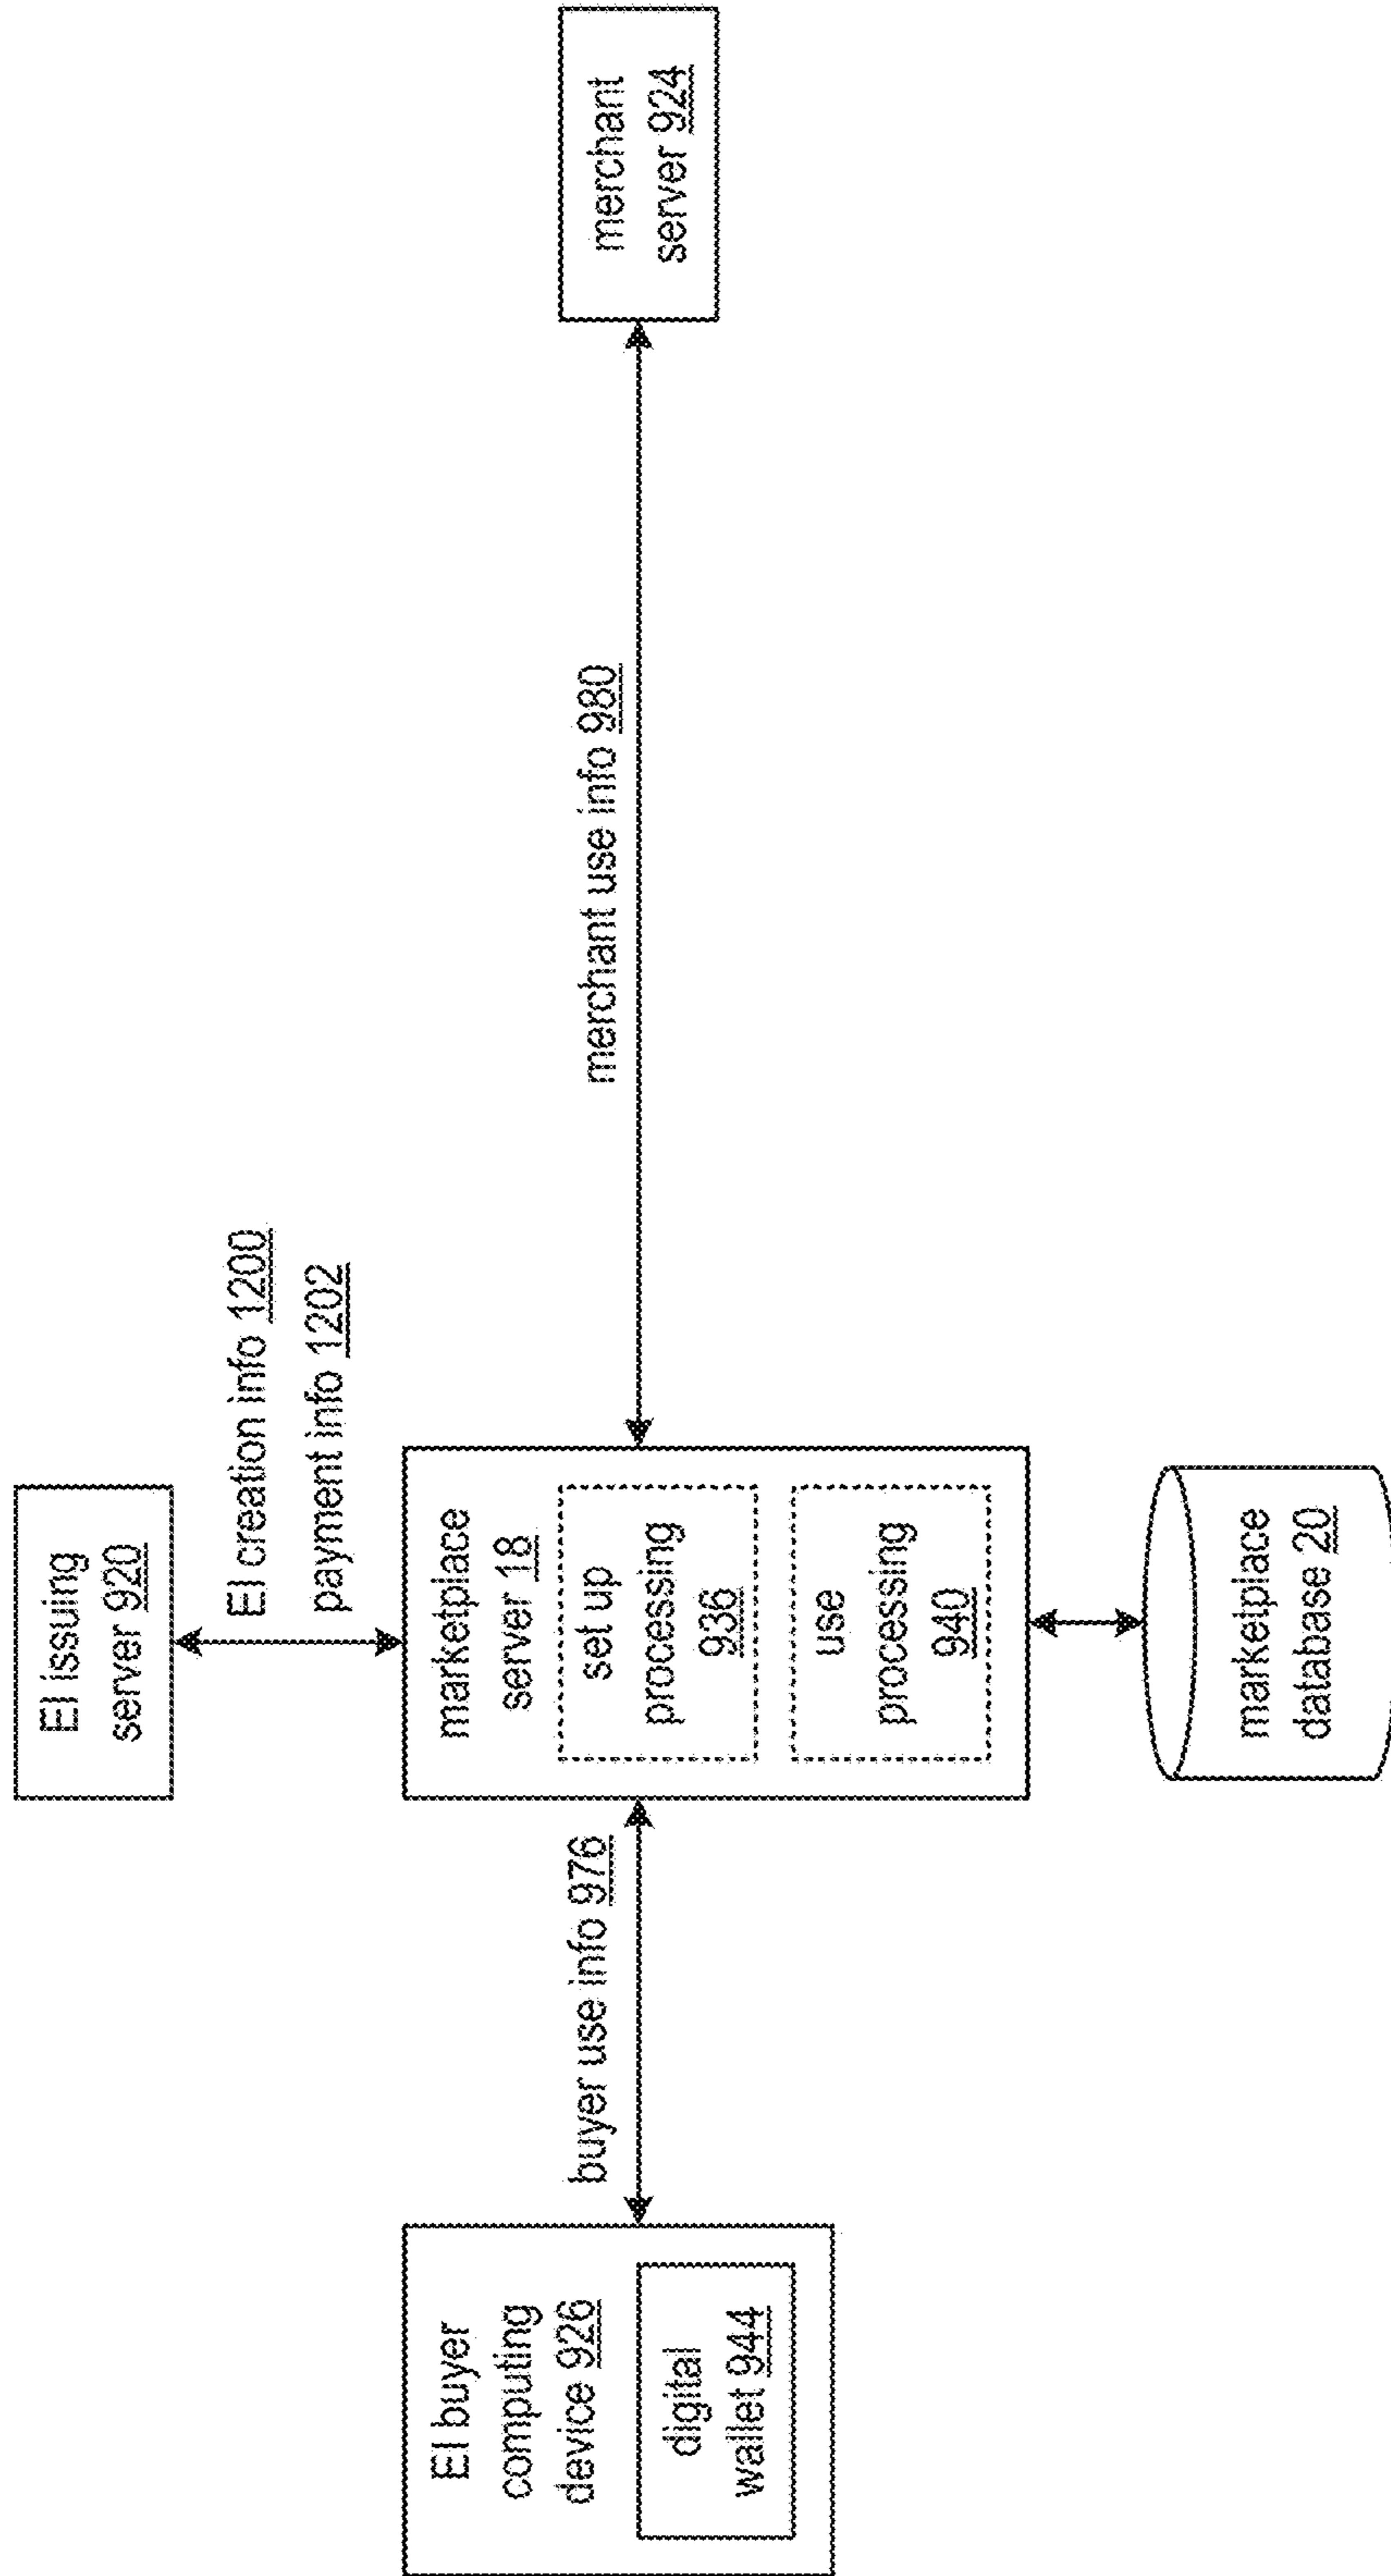 EI issuing
server 920
EI creation info 1200
payment info 1202
EI buyer
computing
device 926
digital
wallet 944
buyer use info 976
marketplace
server 18
set up
processing
936
use
processing
940
merchant use info 980
merchant
server 924
marketplace
database 20